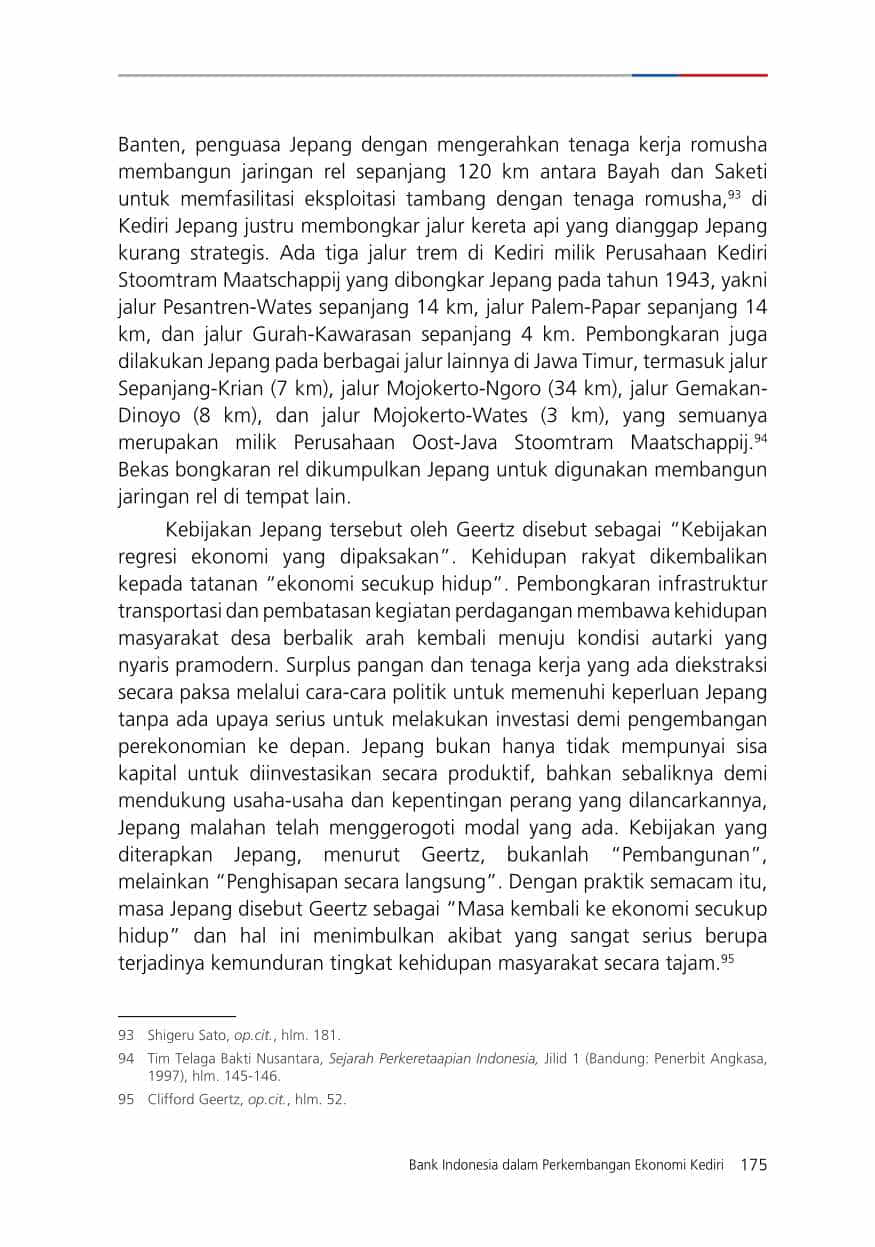 Banten, penguasa Jepang dengan mengerahkan tenaga kerja romusha
membangun jaringan rel sepanjang 120 km antara Bayah dan Saketi
untuk memfasilitasi eksploitasi tambang dengan tenaga romusha,93 di
Kediri Jepang justru membongkar jalur kereta api yang dianggap Jepang
kurang strategis. Ada tiga jalur trem di Kediri milik Perusahaan Kediri
Stoomtram Maatschappij yang dibongkar Jepang pada tahun 1943, yakni
jalur Pesantren-Wates sepanjang 14 km, jalur Palem-Papar sepanjang 14
km, dan jalur Gurah-Kawarasan sepanjang 4 km. Pembongkaran juga
dilakukan Jepang pada berbagai jalur lainnya di Jawa Timur, termasuk jalur
Sepanjang-Krian (7 km), jalur Mojokerto-Ngoro (34 km), jalur Gemakan-
Dinoyo (8 km), dan jalur Mojokerto-Wates (3 km), yang semuanya
merupakan milik Perusahaan Oost-Java Stoomtram Maatschappij.94
Bekas bongkaran rel dikumpulkan Jepang untuk digunakan membangun
jaringan rel di tempat lain.
Kebijakan Jepang tersebut oleh Geertz disebut sebagai “Kebijakan
regresi ekonomi yang dipaksakan”. Kehidupan rakyat dikembalikan
kepada tatanan “ekonomi secukup hidup”. Pembongkaran infrastruktur
transportasi dan pembatasan kegiatan perdagangan membawa kehidupan
masyarakat desa berbalik arah kembali menuju kondisi autarki yang
nyaris pramodern. Surplus pangan dan tenaga kerja yang ada diekstraksi
secara paksa melalui cara-cara politik untuk memenuhi keperluan Jepang
tanpa ada upaya serius untuk melakukan investasi demi pengembangan
perekonomian ke depan. Jepang bukan hanya tidak mempunyai sisa
kapital untuk diinvestasikan secara produktif, bahkan sebaliknya demi
mendukung usaha-usaha dan kepentingan perang yang dilancarkannya,
Jepang malahan telah menggerogoti modal yang ada. Kebijakan yang
diterapkan Jepang, menurut Geertz, bukanlah “Pembangunan”,
melainkan “Penghisapan secara langsung”. Dengan praktik semacam itu,
masa Jepang disebut Geertz sebagai “Masa kembali ke ekonomi secukup
hidup” dan hal ini menimbulkan akibat yang sangat serius berupa
terjadinya kemunduran tingkat kehidupan masyarakat secara tajam.95
93 Shigeru Sato, op.cit., hlm. 181.
94 Tim Telaga Bakti Nusantara, Sejarah Perkeretaapian Indonesia, Jilid 1 (Bandung: Penerbit Angkasa,
1997), hlm. 145-146.
95 Clifford Geertz, op.cit., hlm. 52.
Bank Indonesia dalam Perkembangan Ekonomi Kediri 175